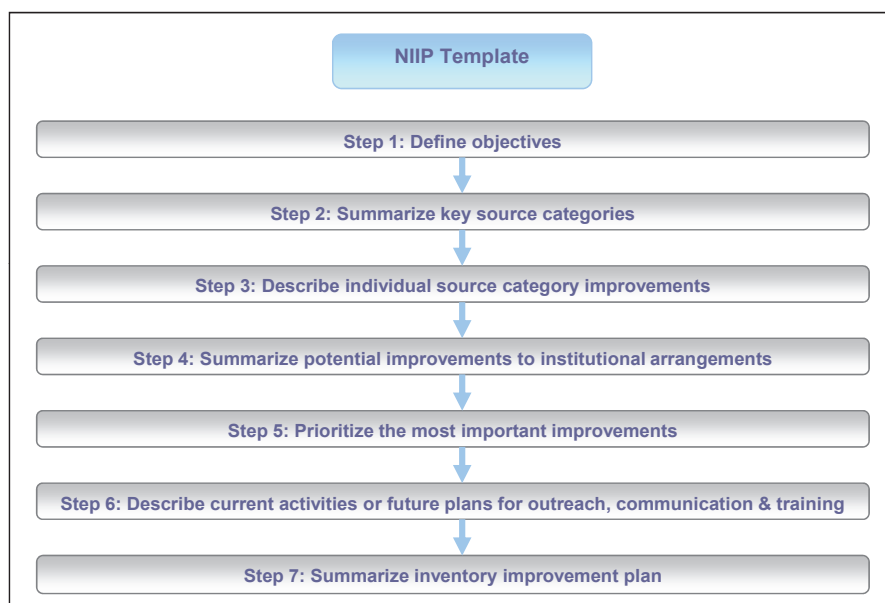 NIIP Template
Step 1: Define objectives
Step 2: Summarize key source categories
Step 3: Describe individual source category improvements
Step 4: Summarize potential improvements to institutional arrangements
Step 5: Prioritize the most important improvements
Step 6: Describe current activities or future plans for outreach, communication & training
Step 7: Summarize inventory improvement plan